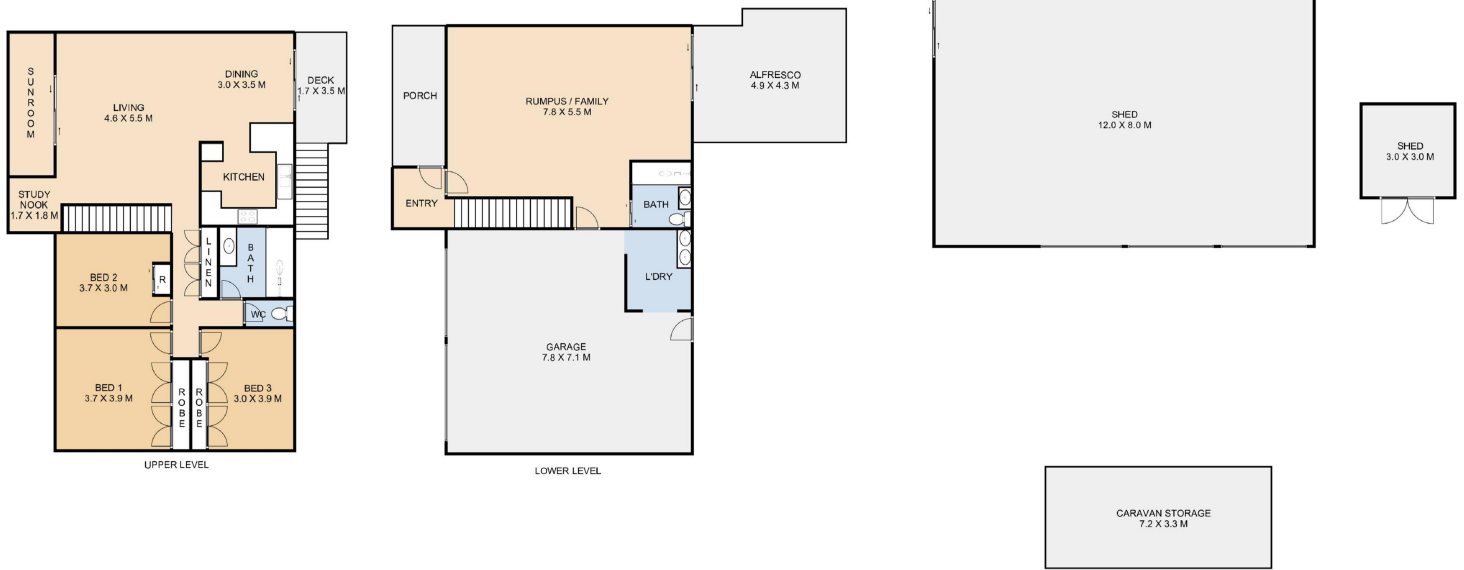 SUNROOM
LIVING
4.6 X 5.5 M
DINING
3.0 X 3.5 M
DECK
1.7 X 3.5 M
KITCHEN
STUDY
NOOK
1.7 X 1.8 M
LINEN
BATH
BED 2
3.7 X 3.0 M
R
WC
BED 1
3.7 X 3.9 M
ROBE
ROBE
BED 3
3.0 X 3.9 M
UPPER LEVEL
PORCH
RUMPUS / FAMILY
7.8 X 5.5 M
ALFRESCO
4.9 X 4.3 M
ENTRY
BATH
L'DRY
GARAGE
7.8 X 7.1 M
LOWER LEVEL
SHED
12.0 X 8.0 M
SHED
3.0 X 3.0 M
CARAVAN STORAGE
7.2 X 3.3 M